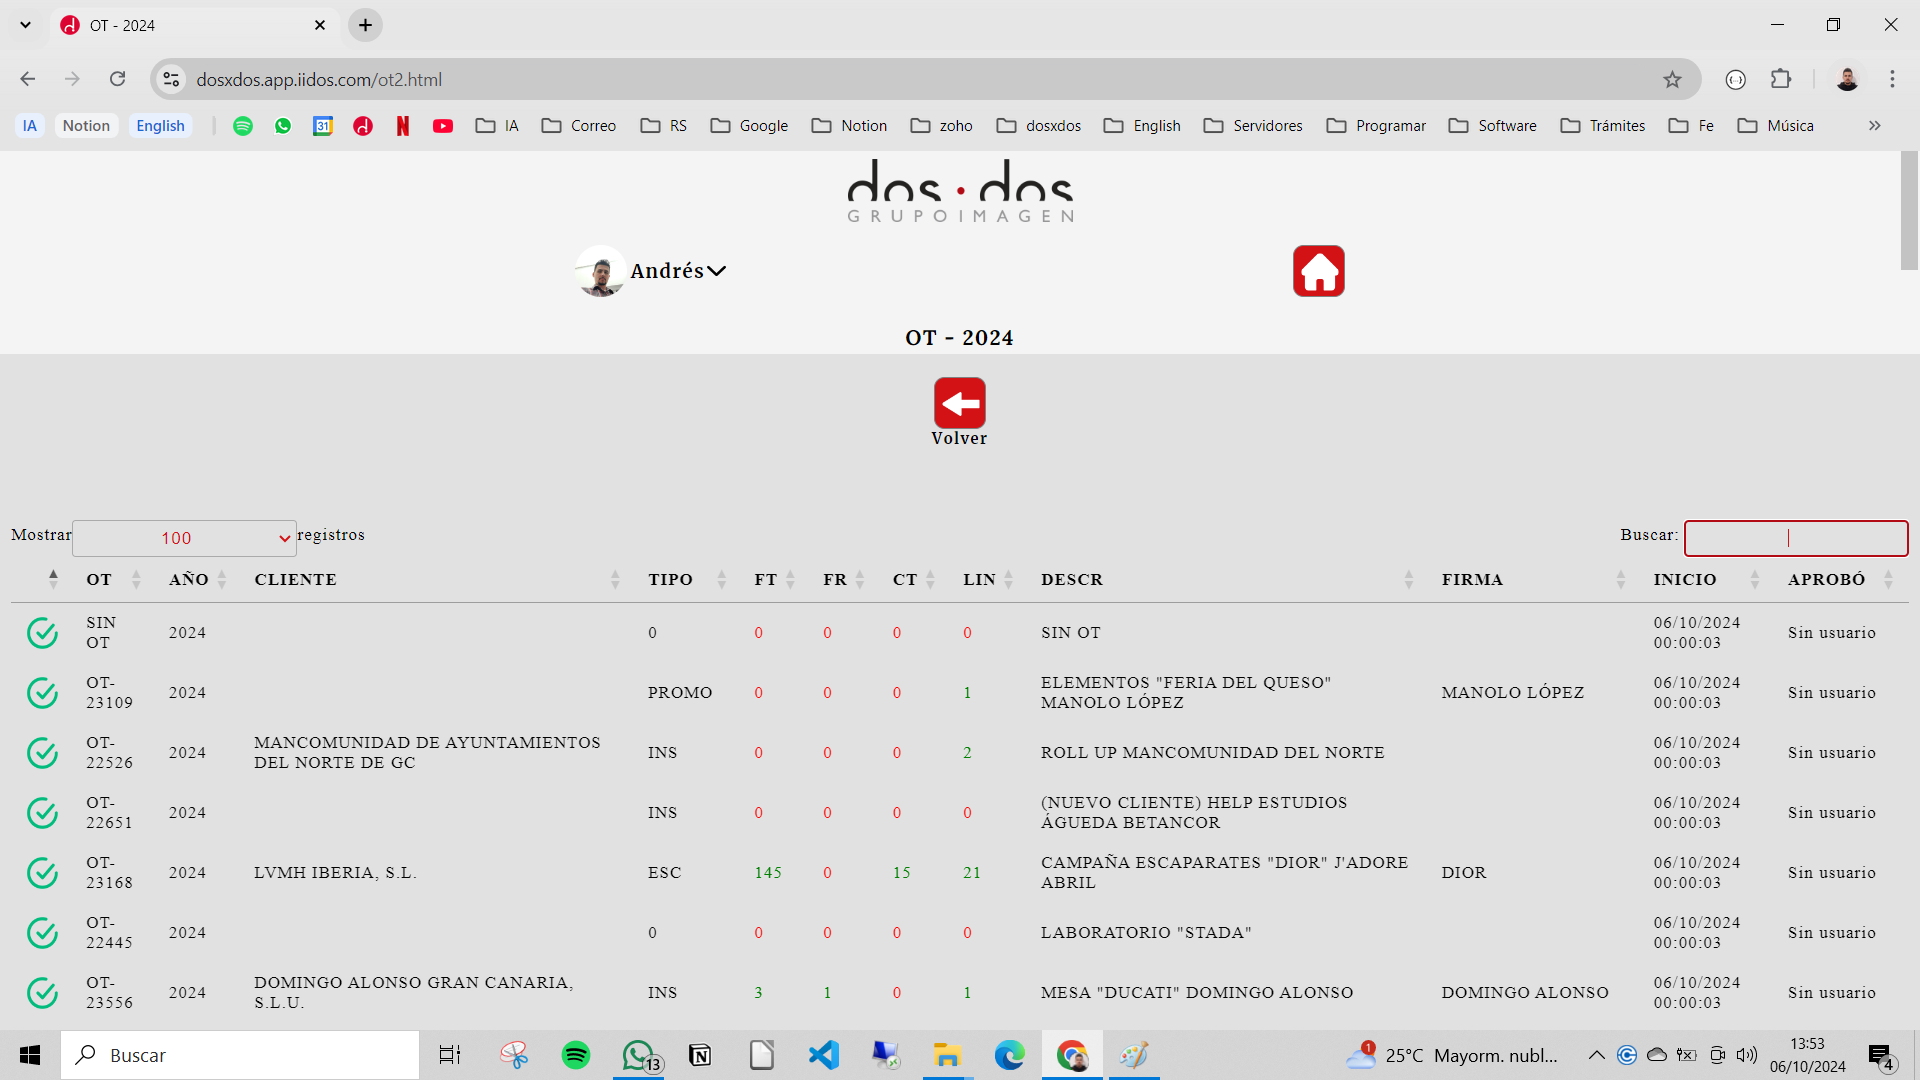 OT - 2024
dosxdos.app.iidos.com/ot2.html
IA
Notion
English
31
IA
Correo
RS
Google
Notion
zoho
dosxdos
English
Servidores
Programar
Software
Trámites
Fe
Música
»
dos·dos
GRUPOIMAGEN
Andrés
OT - 2024
Volver
Mostrar 100 registros
Buscar:
OT AÑO CLIENTE TIPO FT FR CT LIN DESCR FIRMA INICIO APROBÓ
SIN OT 2024 0 0 0 0 0 SIN OT 06/10/2024 00:00:03 Sin usuario
OT-23109 2024 PROMO 0 0 0 1 ELEMENTOS "FERIA DEL QUESO" MANOLO LÓPEZ MANOLO LÓPEZ 06/10/2024 00:00:03 Sin usuario
OT-22526 2024 MANCOMUNIDAD DE AYUNTAMIENTOS DEL NORTE DE GC INS 0 0 0 2 ROLL UP MANCOMUNIDAD DEL NORTE 06/10/2024 00:00:03 Sin usuario
OT-22651 2024 INS 0 0 0 0 (NUEVO CLIENTE) HELP ESTUDIOS ÁGUEDA BETANCOR 06/10/2024 00:00:03 Sin usuario
OT-23168 2024 LVMH IBERIA, S.L. ESC 145 0 15 21 CAMPAÑA ESCAPARATES "DIOR" J'ADORE ABRIL DIOR 06/10/2024 00:00:03 Sin usuario
OT-22445 2024 0 0 0 0 0 LABORATORIO "STADA" 06/10/2024 00:00:03 Sin usuario
OT-23556 2024 DOMINGO ALONSO GRAN CANARIA, S.L.U. INS 3 1 0 1 MESA "DUCATI" DOMINGO ALONSO DOMINGO ALONSO 06/10/2024 00:00:03 Sin usuario
Buscar
13
1
25°C Mayorm. nubl...
13:53
06/10/2024
4